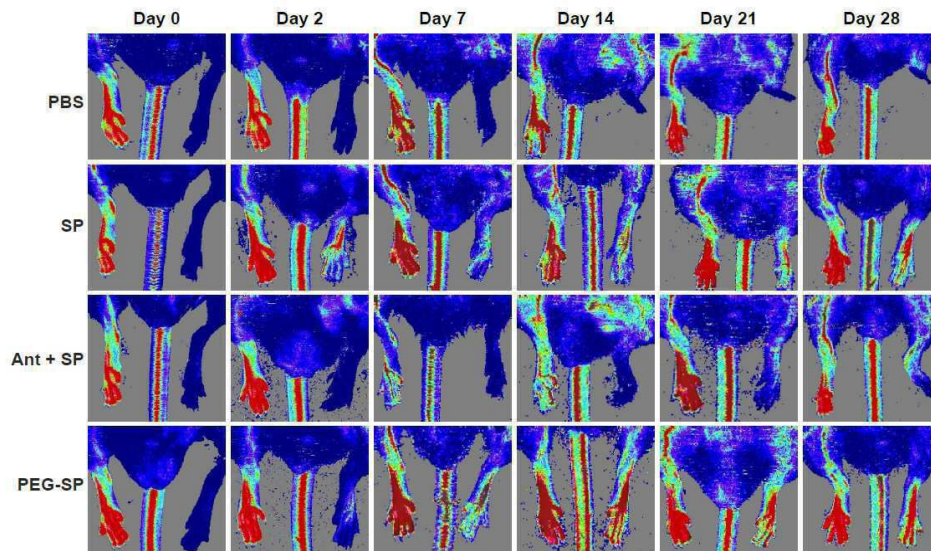 Day 0 Day 2 Day 7 Day 14 Day 21 Day 28
PBS
SP
Ant + SP
PEG-SP